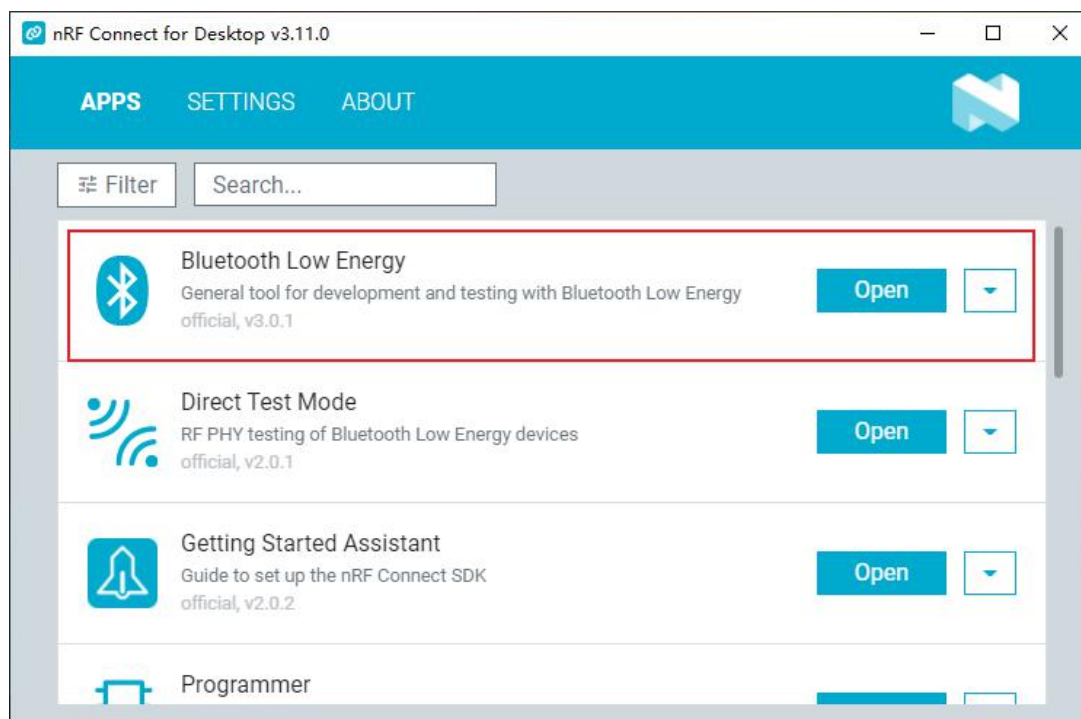 nRF Connect for Desktop v3.11.0
APPS SETTINGS ABOUT
Filter Search...
Bluetooth Low Energy
General tool for development and testing with Bluetooth Low Energy
official, v3.0.1
Open
Direct Test Mode
RF PHY testing of Bluetooth Low Energy devices
official, v2.0.1
Open
Getting Started Assistant
Guide to set up the nRF Connect SDK
official, v2.0.2
Open
Programmer